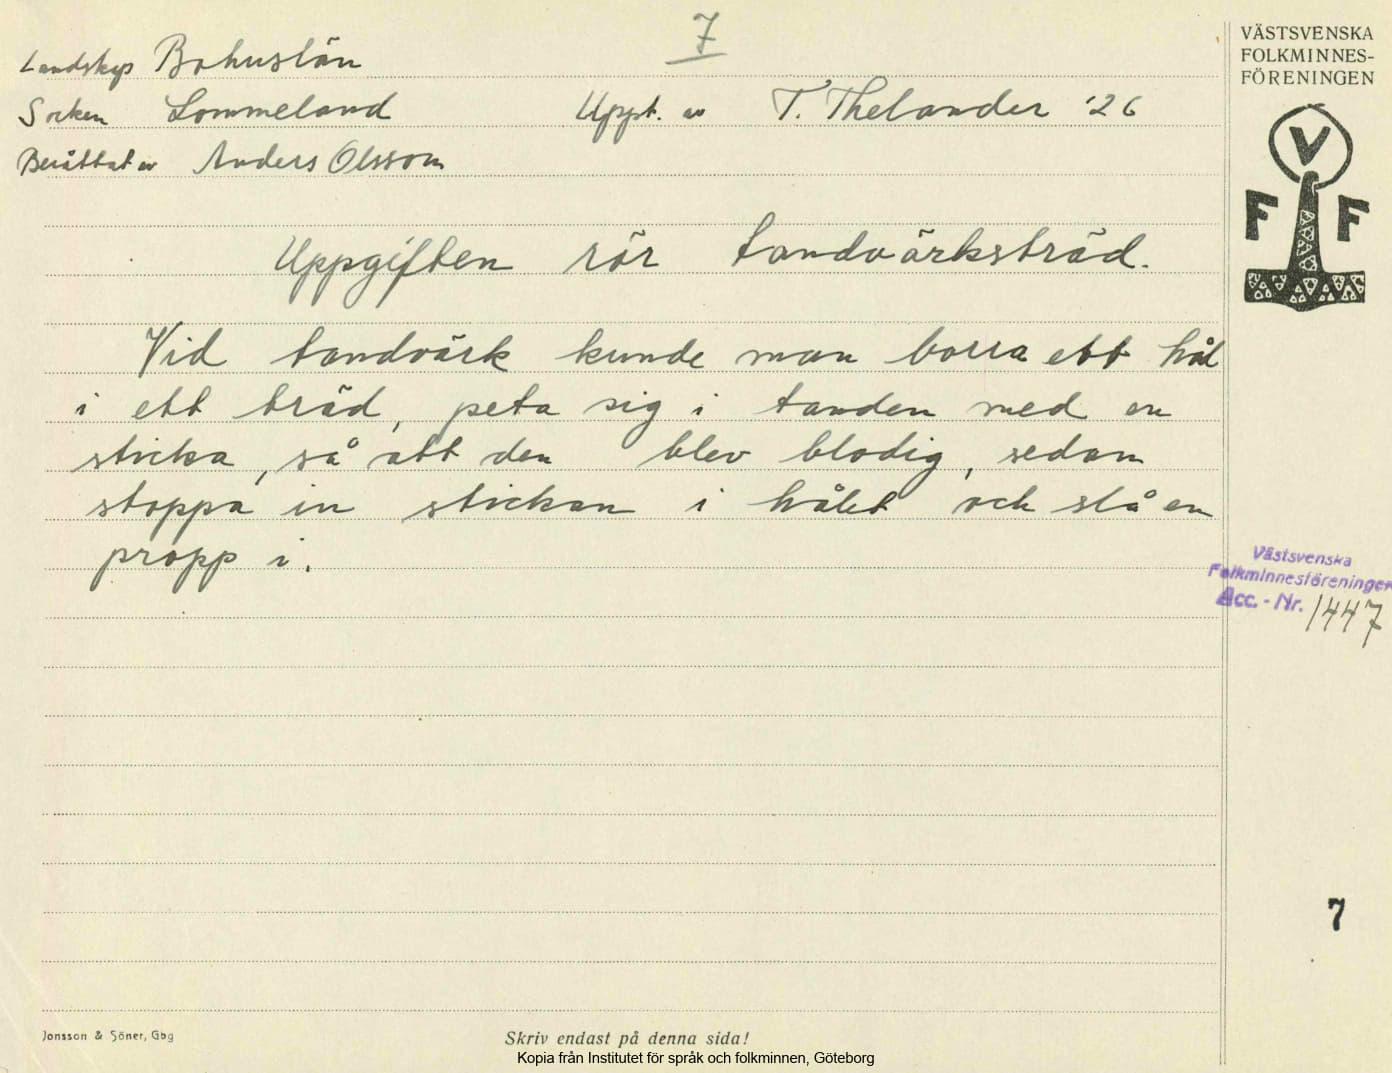 7
Landskap Bohuslän
Socken Lommeland Uppt. av T. Thelander '26
Berättat av Anders Olsson
Uppgiften rör tandvärksträd.
Vid tandvärk kunde man borra ett hål
i ett träd, peta sig i tanden med en
sticka, så att den blev blodig, sedan
stoppa in stickan i hålet och slå en
propp i.
VÄSTSVENSKA
FOLKMINNES-
FÖRENINGEN
V
F F
Västsvenska
Folkminnesföreningen
Acc. - Nr. 1447
7
Jonsson & Söner, Gbg
Skriv endast på denna sida!
Kopia från Institutet för språk och folkminnen, Göteborg